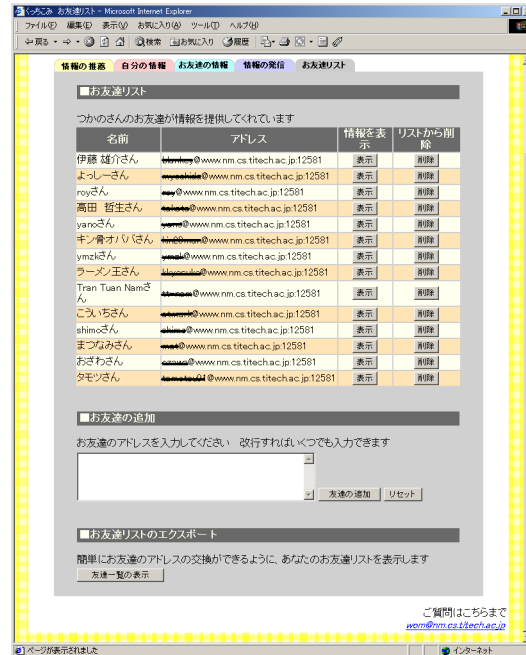 くっちこみ お友達リスト - Microsoft Internet Explorer
ファイル(F) 編集(E) 表示(V) お気に入り(A) ツール(T) ヘルプ(H)
戻る 検索 お気に入り 履歴
情報の推薦 自分の情報 お友達の情報 情報の発信 お友達リスト
■お友達リスト
つかのさんのお友達が情報を提供してくれています
名前 アドレス 情報を表示 リストから削除
伊藤 雄介さん @www.nm.cs.titech.ac.jp:12581 表示 削除
よっしーさん @www.nm.cs.titech.ac.jp:12581 表示 削除
royさん @www.nm.cs.titech.ac.jp:12581 表示 削除
高田 哲生さん @www.nm.cs.titech.ac.jp:12581 表示 削除
yanoさん @www.nm.cs.titech.ac.jp:12581 表示 削除
キン骨オババさん @www.nm.cs.titech.ac.jp:12581 表示 削除
ymzkさん @www.nm.cs.titech.ac.jp:12581 表示 削除
ラーメン王さん @www.nm.cs.titech.ac.jp:12581 表示 削除
Tran Tuan Namさん @www.nm.cs.titech.ac.jp:12581 表示 削除
こういちさん @www.nm.cs.titech.ac.jp:12581 表示 削除
shimoさん @www.nm.cs.titech.ac.jp:12581 表示 削除
まつなみさん @www.nm.cs.titech.ac.jp:12581 表示 削除
おざわさん @www.nm.cs.titech.ac.jp:12581 表示 削除
タモツさん @www.nm.cs.titech.ac.jp:12581 表示 削除
■お友達の追加
お友達のアドレスを入力してください 改行すればいくつでも入力できます
友達の追加 リセット
■お友達リストのエクスポート
簡単にお友達のアドレスの交換ができるように、あなたのお友達リストを表示します
友達一覧の表示
ご質問はこちらまで
wom@nm.cs.titech.ac.jp
ページが表示されました インターネット